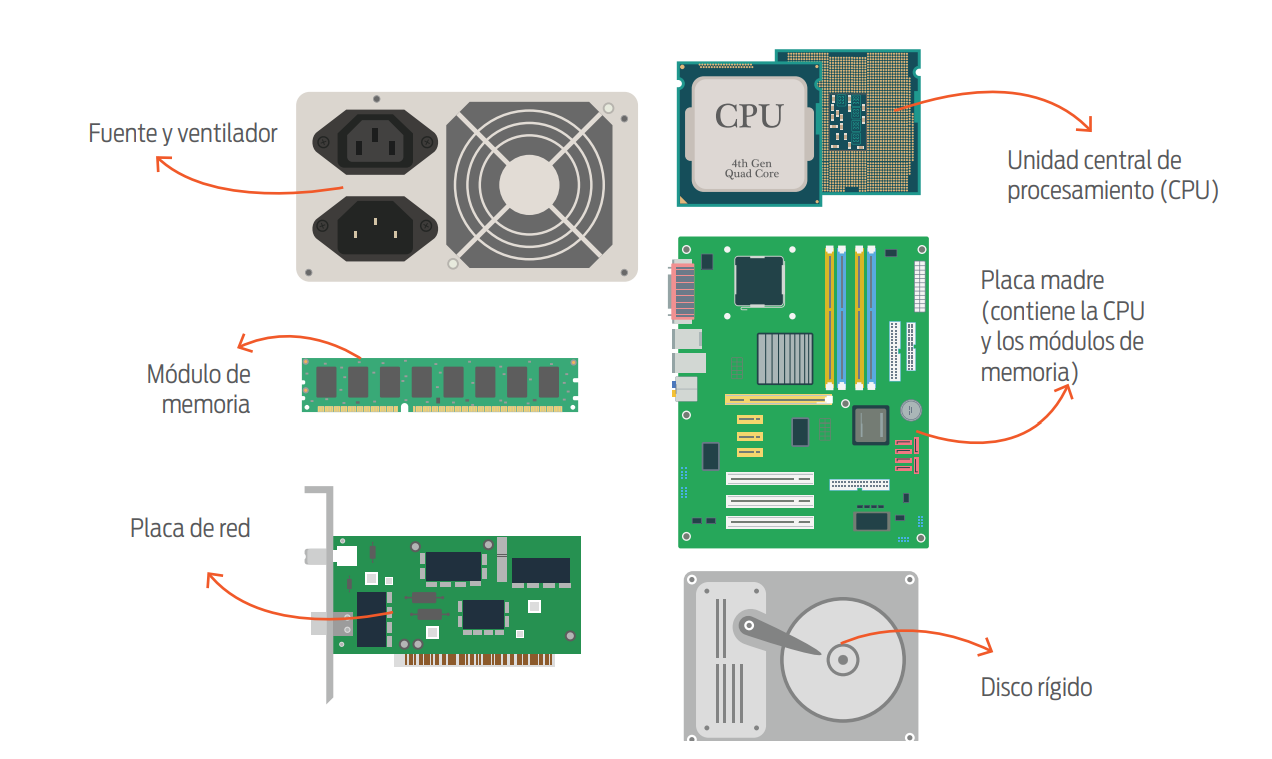 Fuente y ventilador
CPU
4th Gen
Quad Core
Unidad central de
procesamiento (CPU)
Placa madre
(contiene la CPU
y los módulos de
memoria)
Módulo de
memoria
Placa de red
Disco rígido